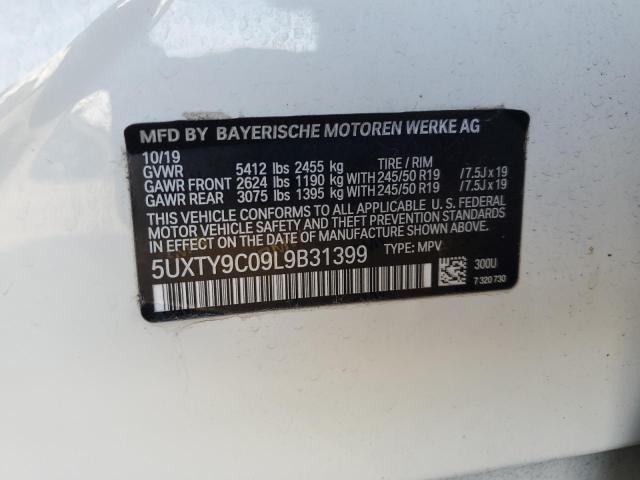 MFD BY BAYERISCHE MOTOREN WERKE AG
10/19
GVWR 5412 lbs 2455 kg TIRE / RIM
GAWR FRONT 2624 lbs 1190 kg WITH 245/50 R19 /7.5J x 19
GAWR REAR 3075 lbs 1395 kg WITH 245/50 R19 /7.5J x 19
THIS VEHICLE CONFORMS TO ALL APPLICABLE U. S. FEDERAL
MOTOR VEHICLE SAFETY, BUMPER, AND THEFT PREVENTION
STANDARDS IN EFFECT ON THE DATE OF MANUFACTURE SHOWN ABOVE.
5UXTY9C09L9B31399 TYPE: MPV
300U
7 320 730